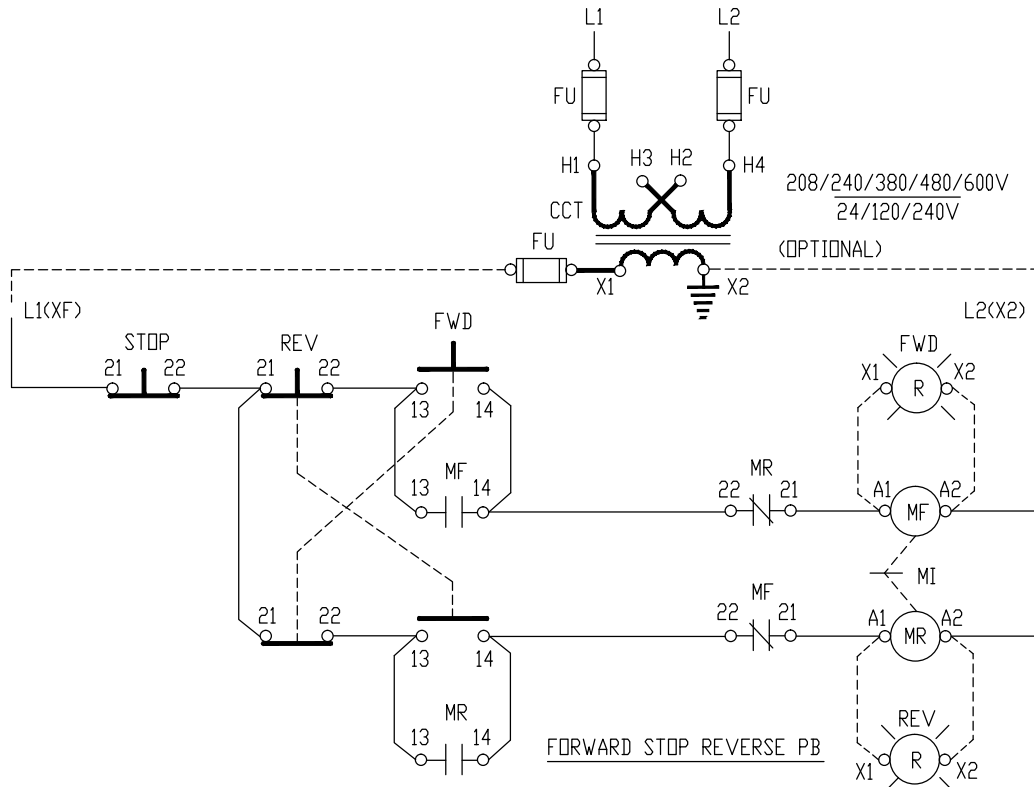 L1 L2
FU FU
H1 H3 H2 H4
208/240/380/480/600V
24/120/240V
CCT
(OPTIONAL)
FU
X1 X2
L1(XF) L2(X2)
STOP REV FWD FWD
21 22 21 22 13 14 X1 R X2
MF MR
13 14 22 21 A1 MF A2
MI
MF
21 22 13 14 22 21 A1 MR A2
MR REV
13 14 X1 R X2
FORWARD STOP REVERSE PB